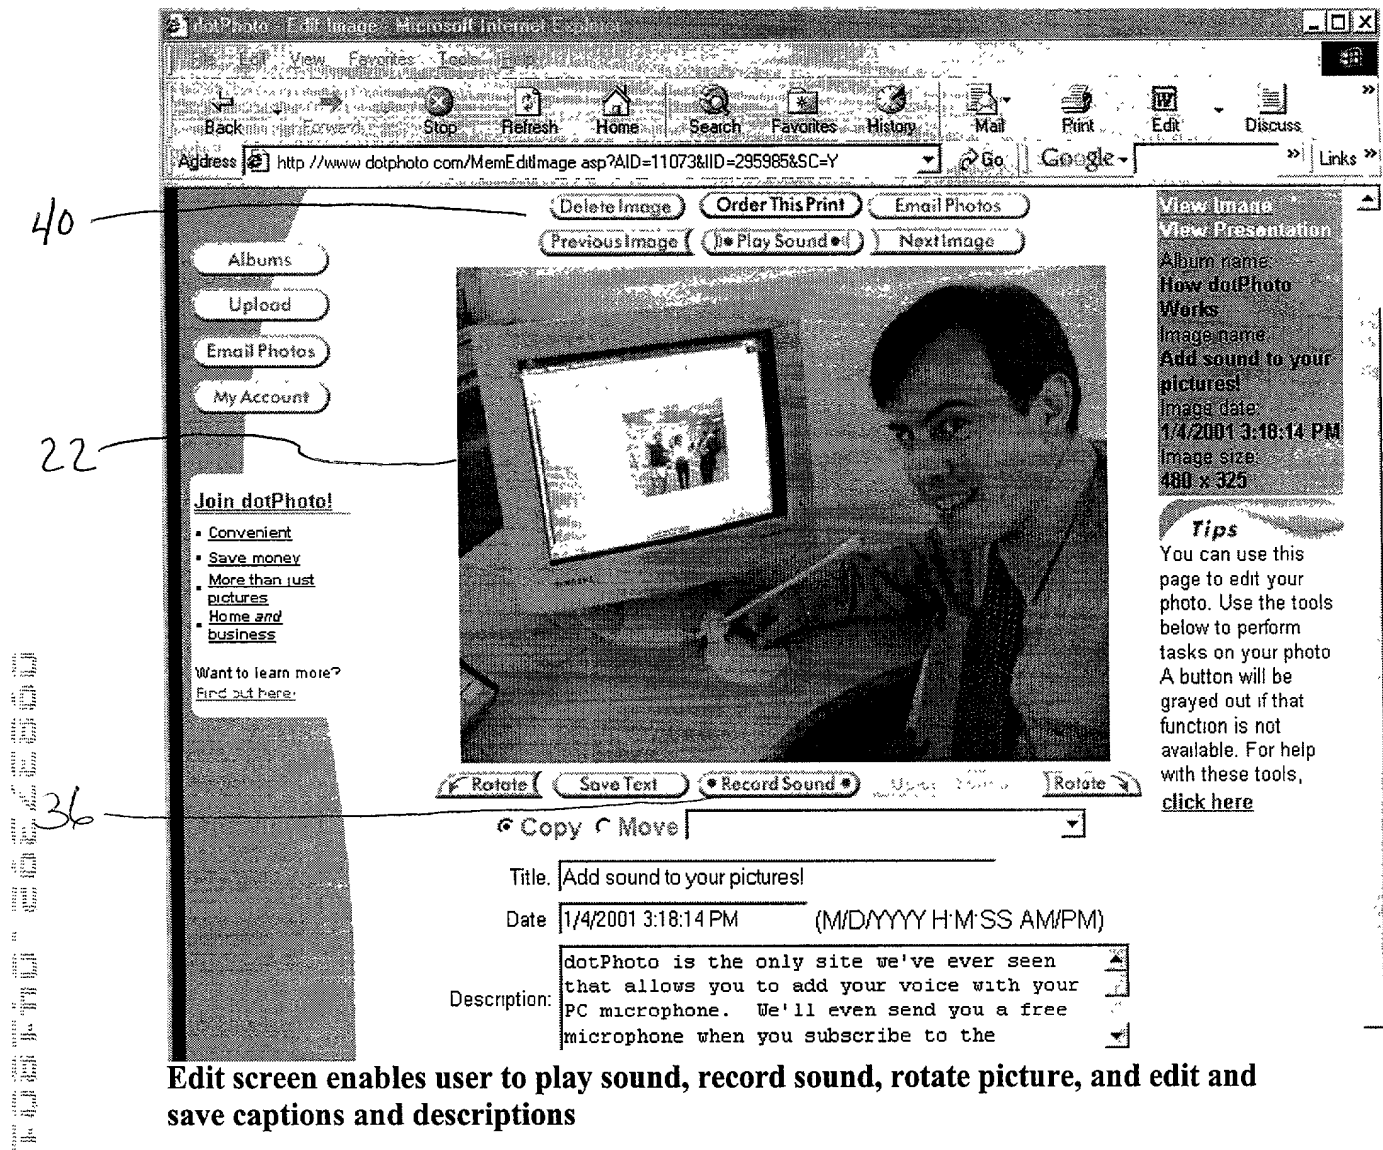 dotPhoto - Edit Image - Microsoft Internet Explorer
File Edit View Favorites Tools Help
Back Forward Stop Refresh Home Search Favorites History Mail Print Edit Discuss
Address http //www dotphoto com/MemEditImage asp?AID=11073&IID=295985&SC=Y Go Google Links
40
Delete Image Order This Print Email Photos
Previous Image Play Sound Next Image
Albums
Upload
Email Photos
My Account
22
Join dotPhoto!
Convenient
Save money
More than just
pictures
Home and
business
Want to learn more?
Find out here
View Image
View Presentation
Album name:
How dotPhoto
Works
Image name:
Add sound to your
pictures!
Image date:
1/4/2001 3:18:14 PM
Image size:
480 x 325
Tips
You can use this
page to edit your
photo. Use the tools
below to perform
tasks on your photo
A button will be
grayed out if that
function is not
available. For help
with these tools,
click here
36
Rotate Save Text Record Sound Rotate
Copy Move
Title. Add sound to your pictures!
Date 1/4/2001 3:18:14 PM (M/D/YYYY H:M:SS AM/PM)
Description: dotPhoto is the only site we've ever seen
that allows you to add your voice with your
PC microphone. We'll even send you a free
microphone when you subscribe to the
Edit screen enables user to play sound, record sound, rotate picture, and edit and
save captions and descriptions